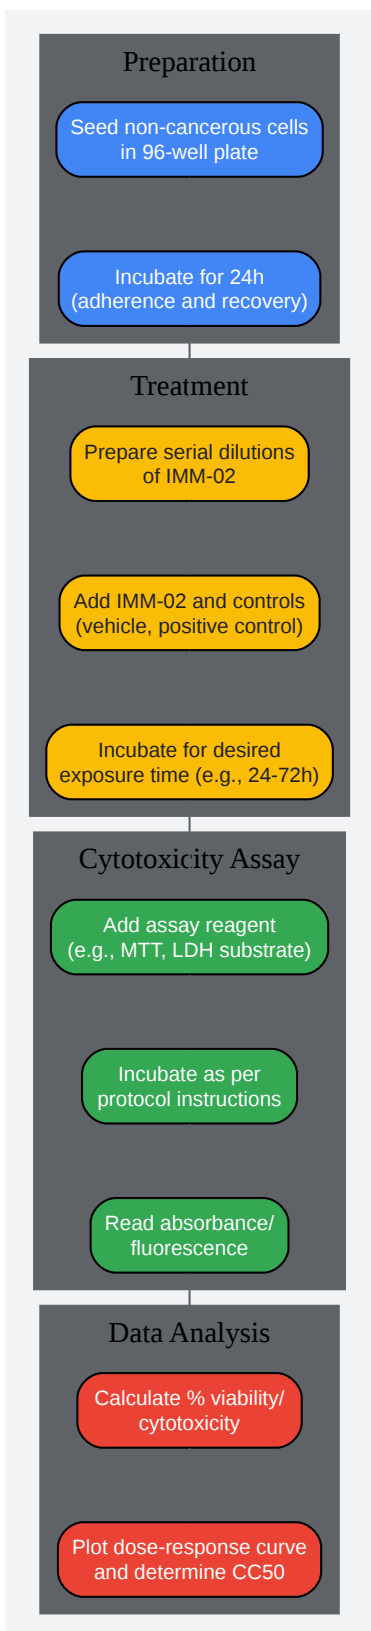 Preparation
Seed non-cancerous cells
in 96-well plate
Incubate for 24h
(adherence and recovery)
Treatment
Prepare serial dilutions
of IMM-02
Add IMM-02 and controls
(vehicle, positive control)
Incubate for desired
exposure time (e.g., 24-72h)
Cytotoxicity Assay
Add assay reagent
(e.g., MTT, LDH substrate)
Incubate as per
protocol instructions
Read absorbance/
fluorescence
Data Analysis
Calculate % viability/
cytotoxicity
Plot dose-response curve
and determine CC50